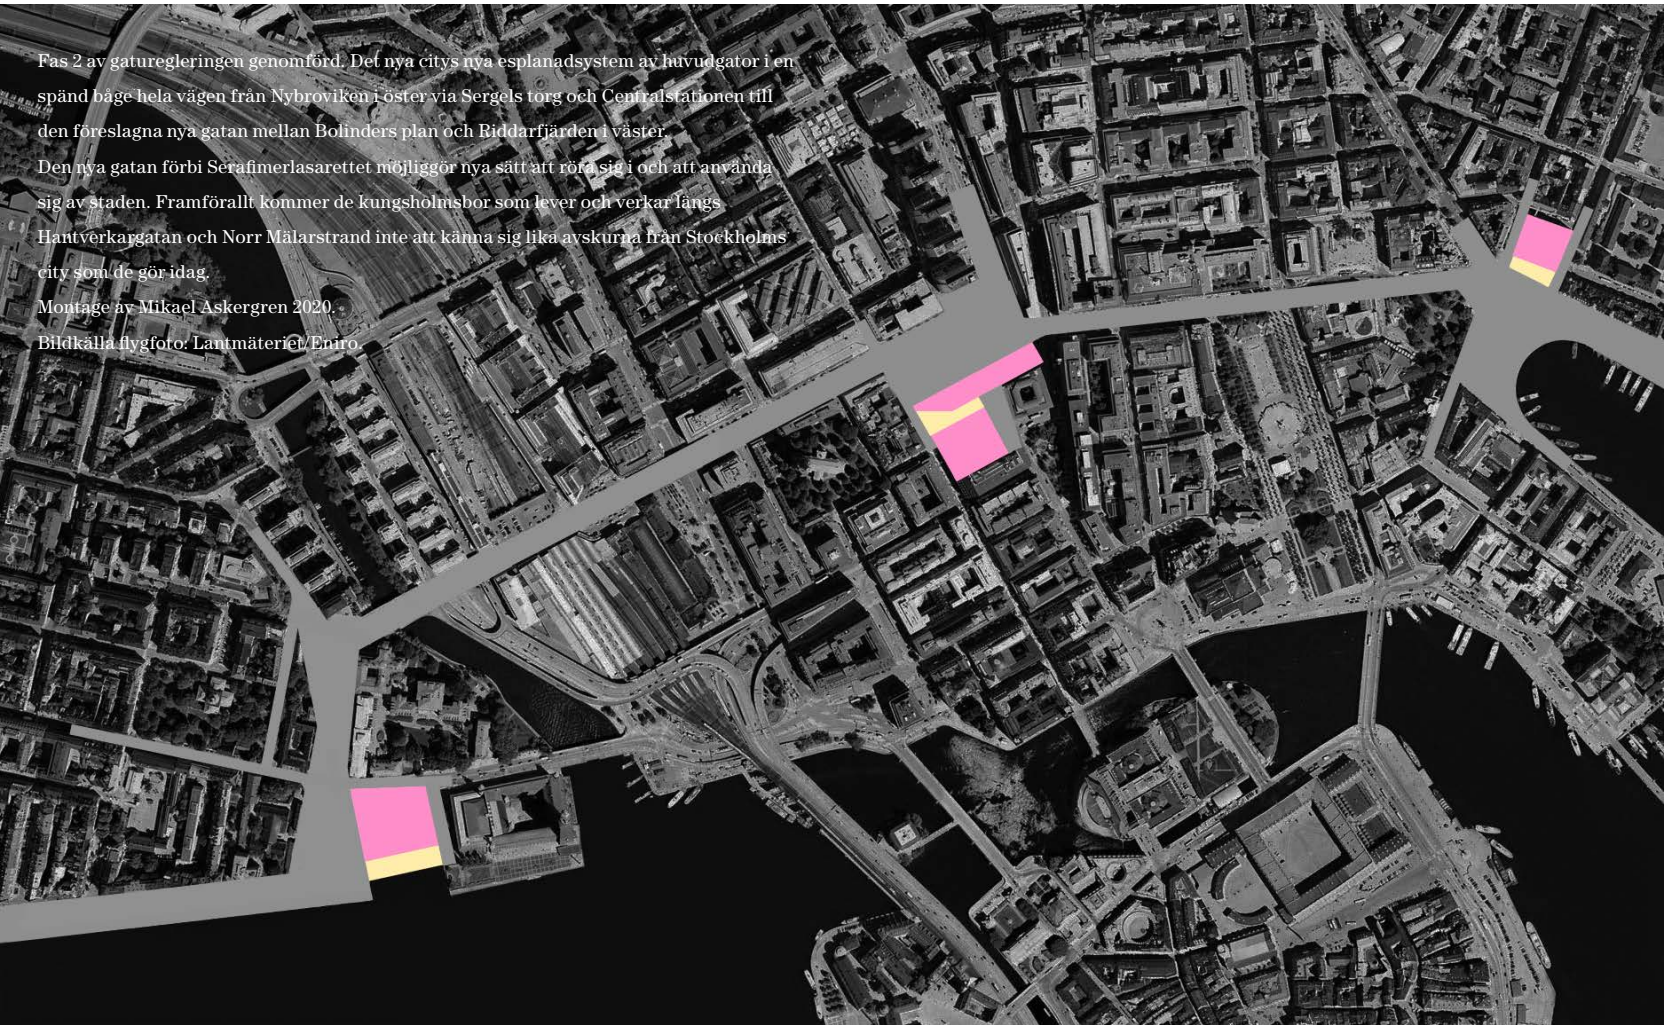 Fas 2 av gaturegleringen genomförd. Det nya citys nya esplanadsystem av huvudgator i en
spänd båge hela vägen från Nybroviken i öster via Sergels torg och Centralstationen till
den föreslagna nya gatan mellan Bolinders plan och Riddarfjärden i väster.
Den nya gatan förbi Serafimerlasarettet möjliggör nya sätt att röra sig i och att använda
sig av staden. Framförallt kommer de kungsholmsbor som lever och verkar längs
Hantverkargatan och Norr Mälarstrand inte att känna sig lika avskurna från Stockholms
city som de gör idag.
Montage av Mikael Askergren 2020.
Bildkälla flygfoto: Lantmäteriet/Eniro.